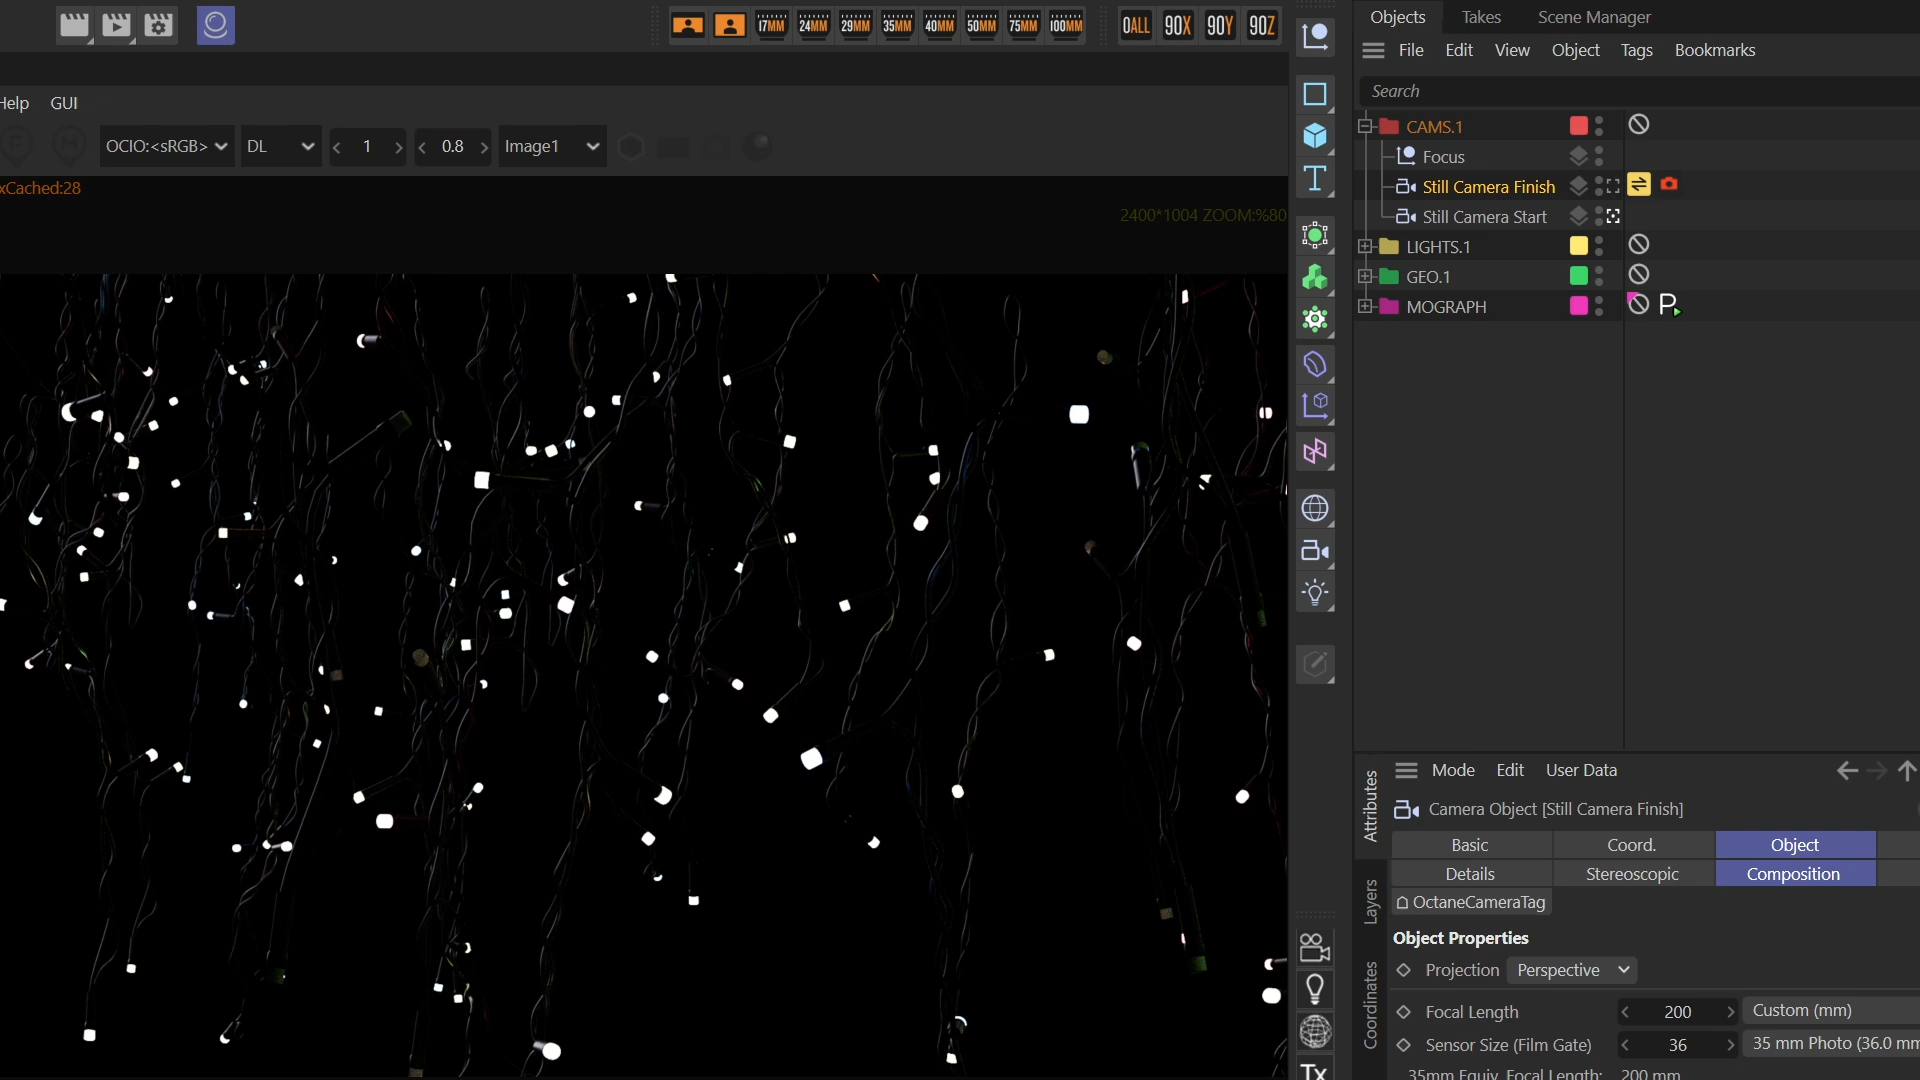 17MM 24MM 29MM 35MM 40MM 50MM 75MM 100MM 0ALL 90X 90Y 90Z
Help GUI
OCIO:<sRGB> DL 1 0.8 Image1
xCached:28
2400*1004 ZOOM:%80
Objects Takes Scene Manager
File Edit View Object Tags Bookmarks
Search
CAMS.1
Focus
Still Camera Finish
Still Camera Start
LIGHTS.1
GEO.1
MOGRAPH P
Attributes
Layers
Coordinates
Mode Edit User Data
Camera Object [Still Camera Finish]
Basic Coord. Object
Details Stereoscopic Composition
OctaneCameraTag
Object Properties
Projection Perspective
Focal Length 200 Custom (mm)
Sensor Size (Film Gate) 36 35 mm Photo (36.0 mm
35mm Equiv. Focal Length: 200 mm
Tx